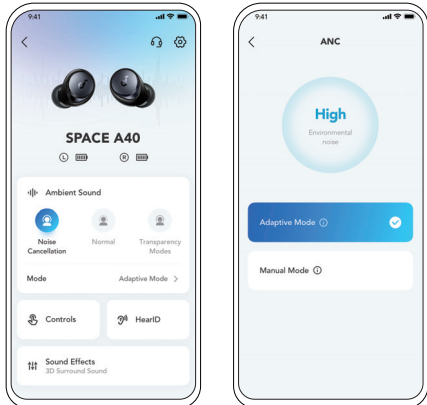 9:41
SPACE A40
L
R
Ambient Sound
Noise
Cancellation
Normal
Transparency
Modes
Mode
Adaptive Mode
Controls
HearID
Sound Effects
3D Surround Sound
9:41
ANC
High
Environmental
noise
Adaptive Mode
Manual Mode